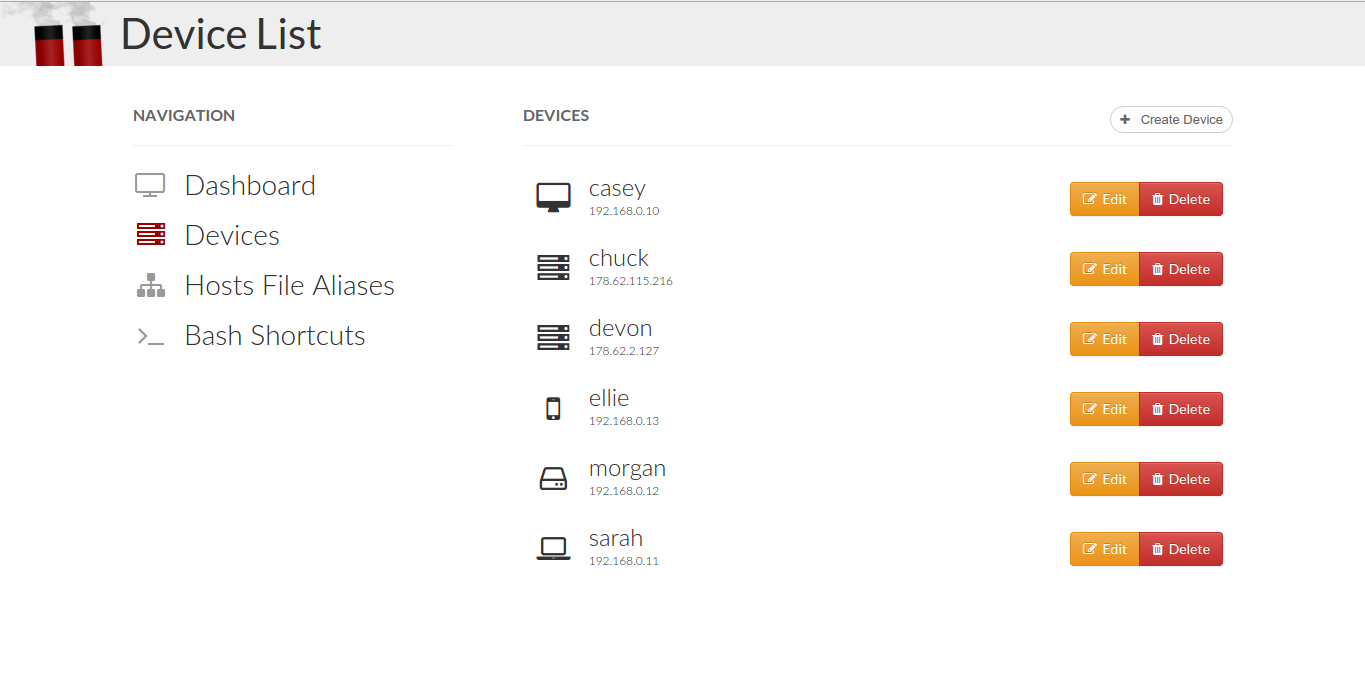 Device List
NAVIGATION
Dashboard
Devices
Hosts File Aliases
Bash Shortcuts
DEVICES
Create Device
casey
192.168.0.10
Edit Delete
chuck
178.62.115.216
Edit Delete
devon
178.62.2.127
Edit Delete
ellie
192.168.0.13
Edit Delete
morgan
192.168.0.12
Edit Delete
sarah
192.168.0.11
Edit Delete